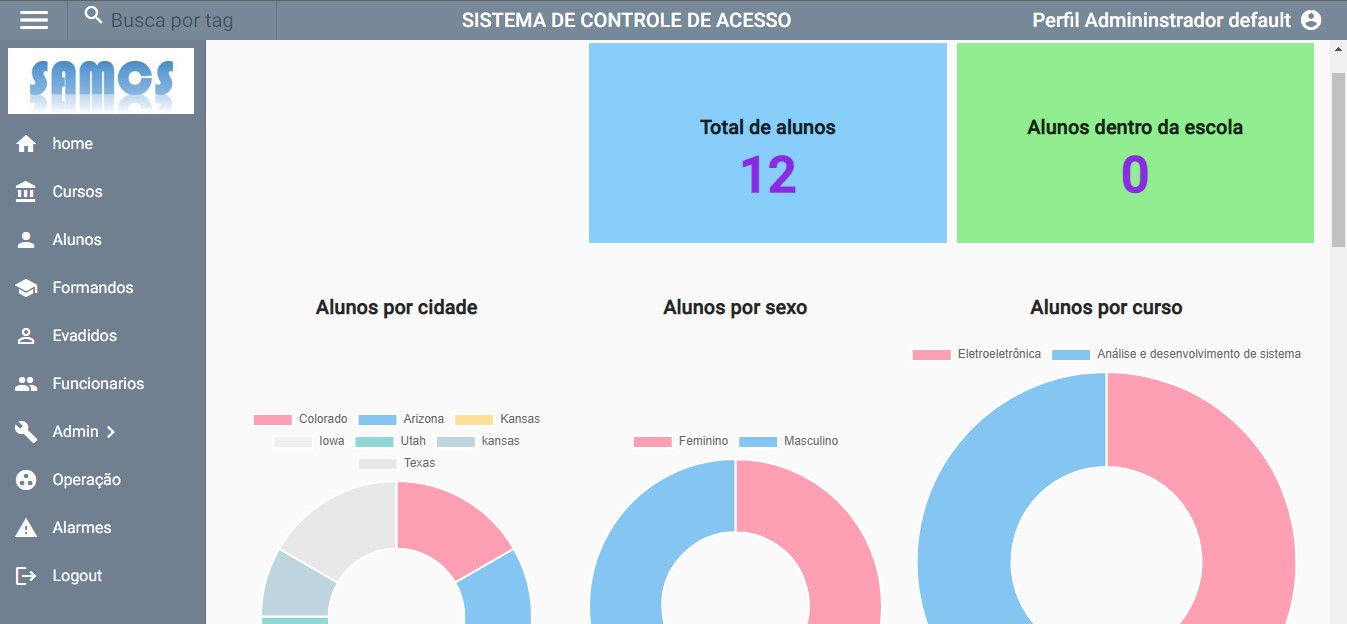 Busca por tag
SISTEMA DE CONTROLE DE ACESSO
Perfil Admininstrador default
SAMCS
home
Cursos
Alunos
Formandos
Evadidos
Funcionarios
Admin
Operação
Alarmes
Logout
Total de alunos
12
Alunos dentro da escola
0
Alunos por cidade
Colorado Arizona Kansas
Iowa Utah kansas
Texas
Alunos por sexo
Feminino Masculino
Alunos por curso
Eletroeletrônica Análise e desenvolvimento de sistema